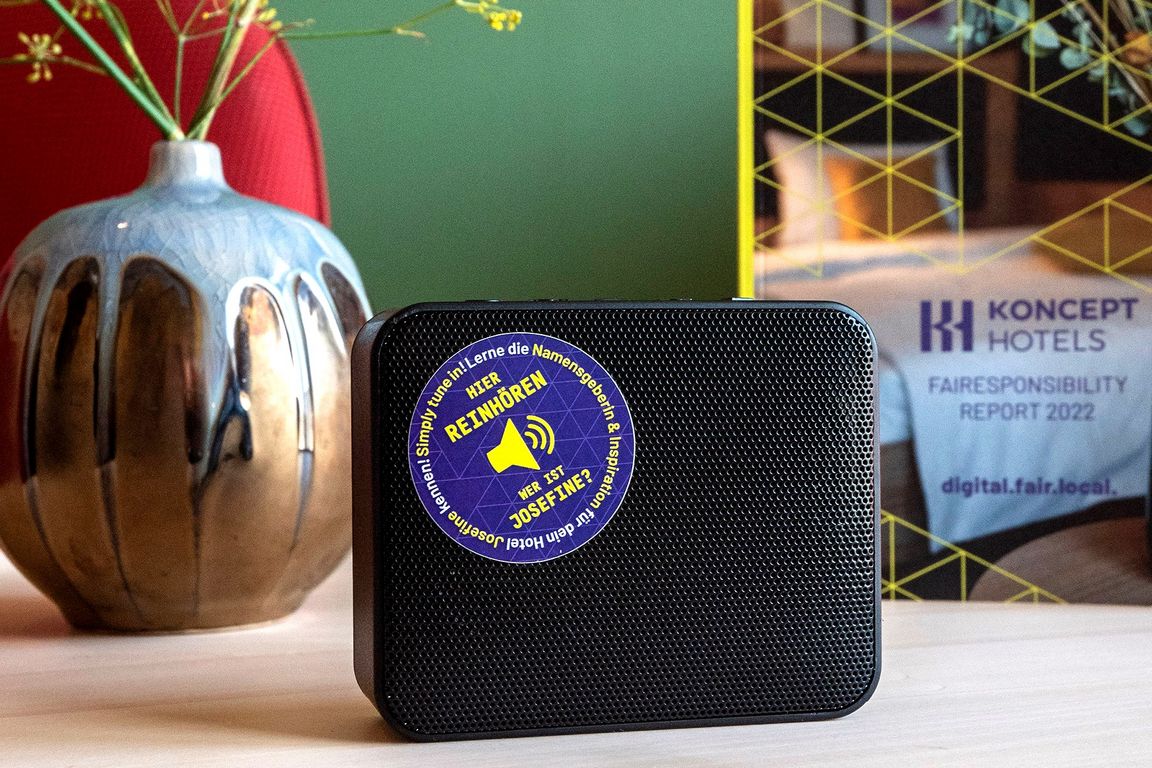 Simply tune in! Lerne die Namensgeberin & Inspiration für dein Hotel Josefine kennen!
HIER
REINHÖREN
WER IST
JOSEFINE?
KONCEPT
HOTELS
FAIRESPONSIBILITY
REPORT 2022
digital.fair.local.